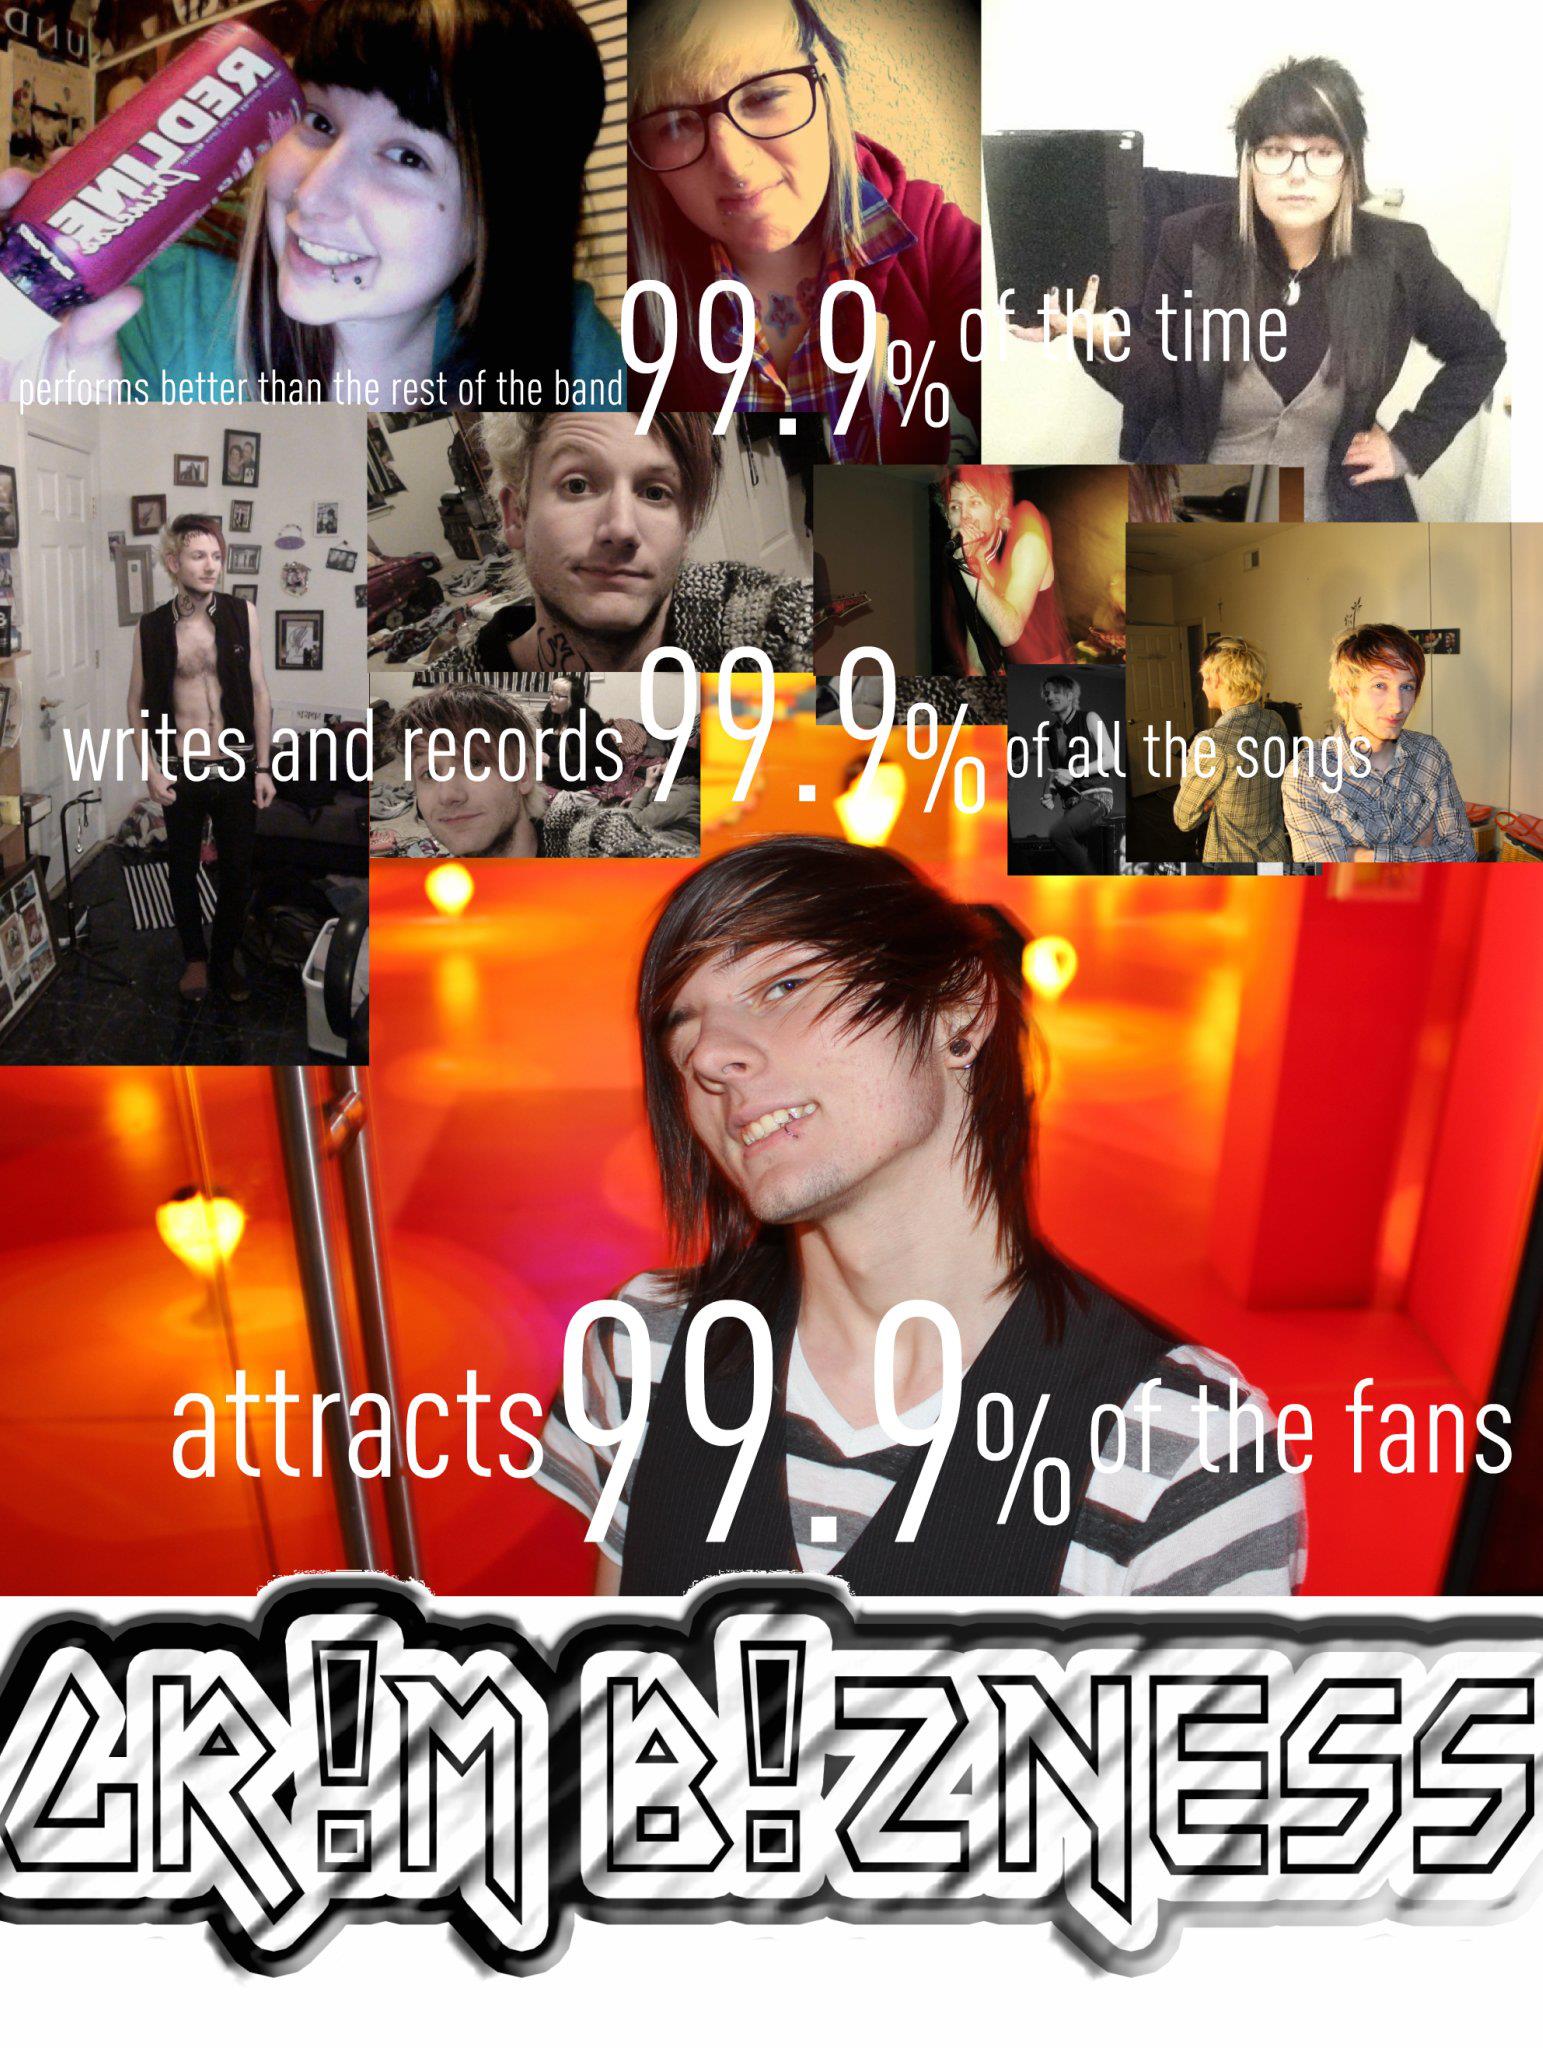 UND
REDLINE
performs better than the rest of the band 99.9% of the time
writes and records 99.9% of all the songs
attracts 99.9% of the fans
GR!M B!ZNESS